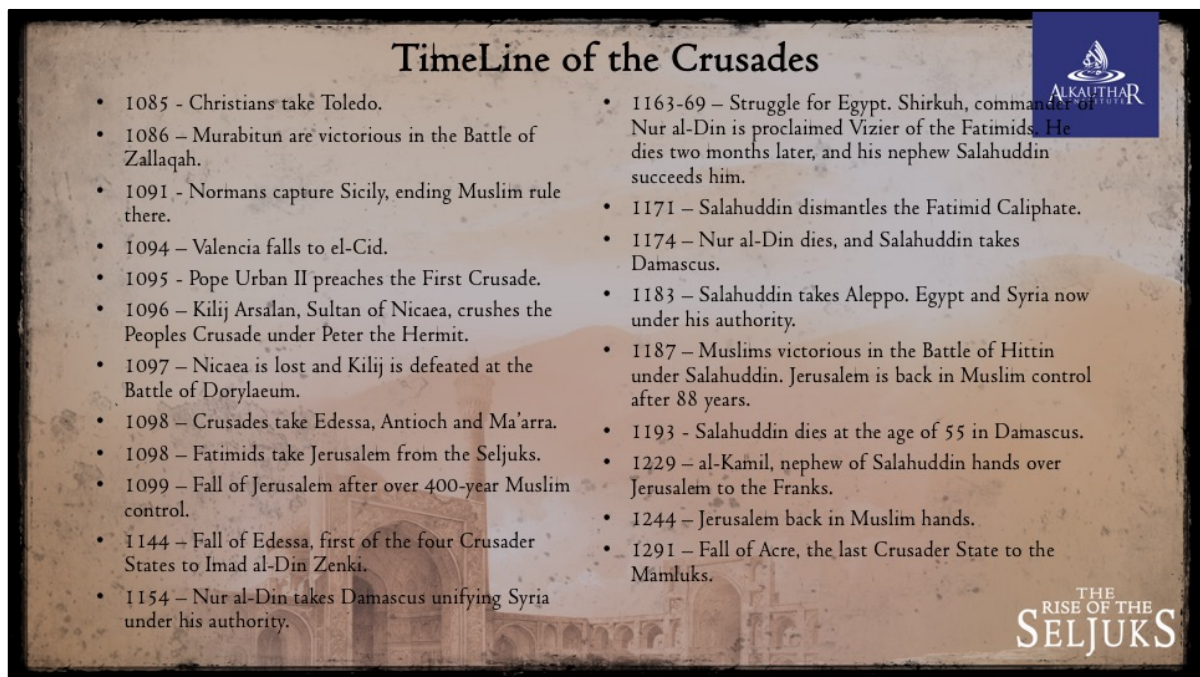 TimeLine of the Crusades
• 1085 - Christians take Toledo.
• 1086 – Murabitun are victorious in the Battle of
Zallaqah.
• 1091 - Normans capture Sicily, ending Muslim rule
there.
• 1094 – Valencia falls to el-Cid.
• 1095 - Pope Urban II preaches the First Crusade.
• 1096 – Kilij Arsalan, Sultan of Nicaea, crushes the
Peoples Crusade under Peter the Hermit.
• 1097 – Nicaea is lost and Kilij is defeated at the
Battle of Dorylaeum.
• 1098 – Crusades take Edessa, Antioch and Ma’arra.
• 1098 – Fatimids take Jerusalem from the Seljuks.
• 1099 – Fall of Jerusalem after over 400-year Muslim
control.
• 1144 – Fall of Edessa, first of the four Crusader
States to Imad al-Din Zenki.
• 1154 – Nur al-Din takes Damascus unifying Syria
under his authority.
• 1163-69 – Struggle for Egypt. Shirkuh, commander of
Nur al-Din is proclaimed Vizier of the Fatimids. He
dies two months later, and his nephew Salahuddin
succeeds him.
• 1171 – Salahuddin dismantles the Fatimid Caliphate.
• 1174 – Nur al-Din dies, and Salahuddin takes
Damascus.
• 1183 – Salahuddin takes Aleppo. Egypt and Syria now
under his authority.
• 1187 – Muslims victorious in the Battle of Hittin
under Salahuddin. Jerusalem is back in Muslim control
after 88 years.
• 1193 - Salahuddin dies at the age of 55 in Damascus.
• 1229 – al-Kamil, nephew of Salahuddin hands over
Jerusalem to the Franks.
• 1244 – Jerusalem back in Muslim hands.
• 1291 – Fall of Acre, the last Crusader State to the
Mamluks.
ALKAUTHAR
INSTITUTE
THE
RISE OF THE
SELJUKS